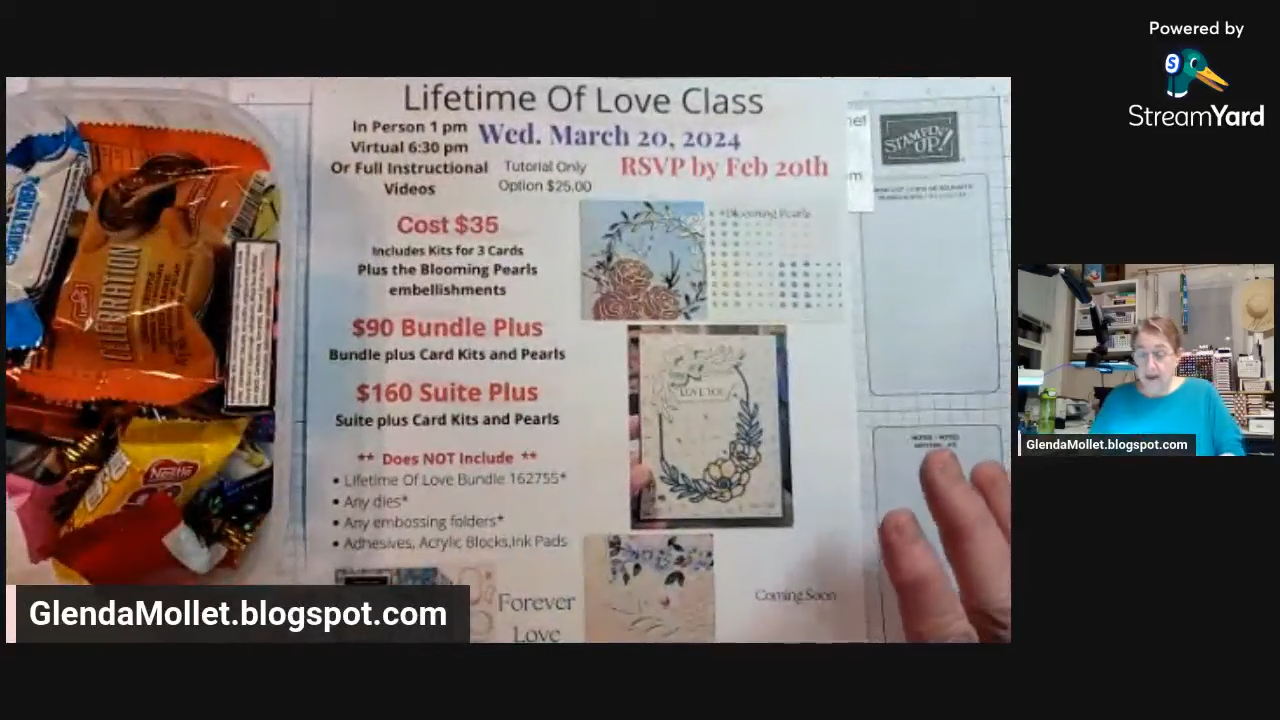 Powered by
StreamYard
Lifetime Of Love Class
In Person 1 pm
Wed. March 20, 2024
Virtual 6:30 pm
Or Full Instructional
Videos
Tutorial Only
Option $25.00
RSVP by Feb 20th
Cost $35
Includes Kits for 3 Cards
Plus the Blooming Pearls
embellishments
Blooming Pearls
$90 Bundle Plus
Bundle plus Card Kits and Pearls
$160 Suite Plus
Suite plus Card Kits and Pearls
** Does NOT Include **
• Lifetime Of Love Bundle 162755*
• Any dies*
• Any embossing folders*
• Adhesives, Acrylic Blocks,Ink Pads
Forever
Love
Coming Soon
LOVE YOU
STAMPIN' UP!
CELEBRATION
Nestle
GlendaMollet.blogspot.com
GlendaMollet.blogspot.com